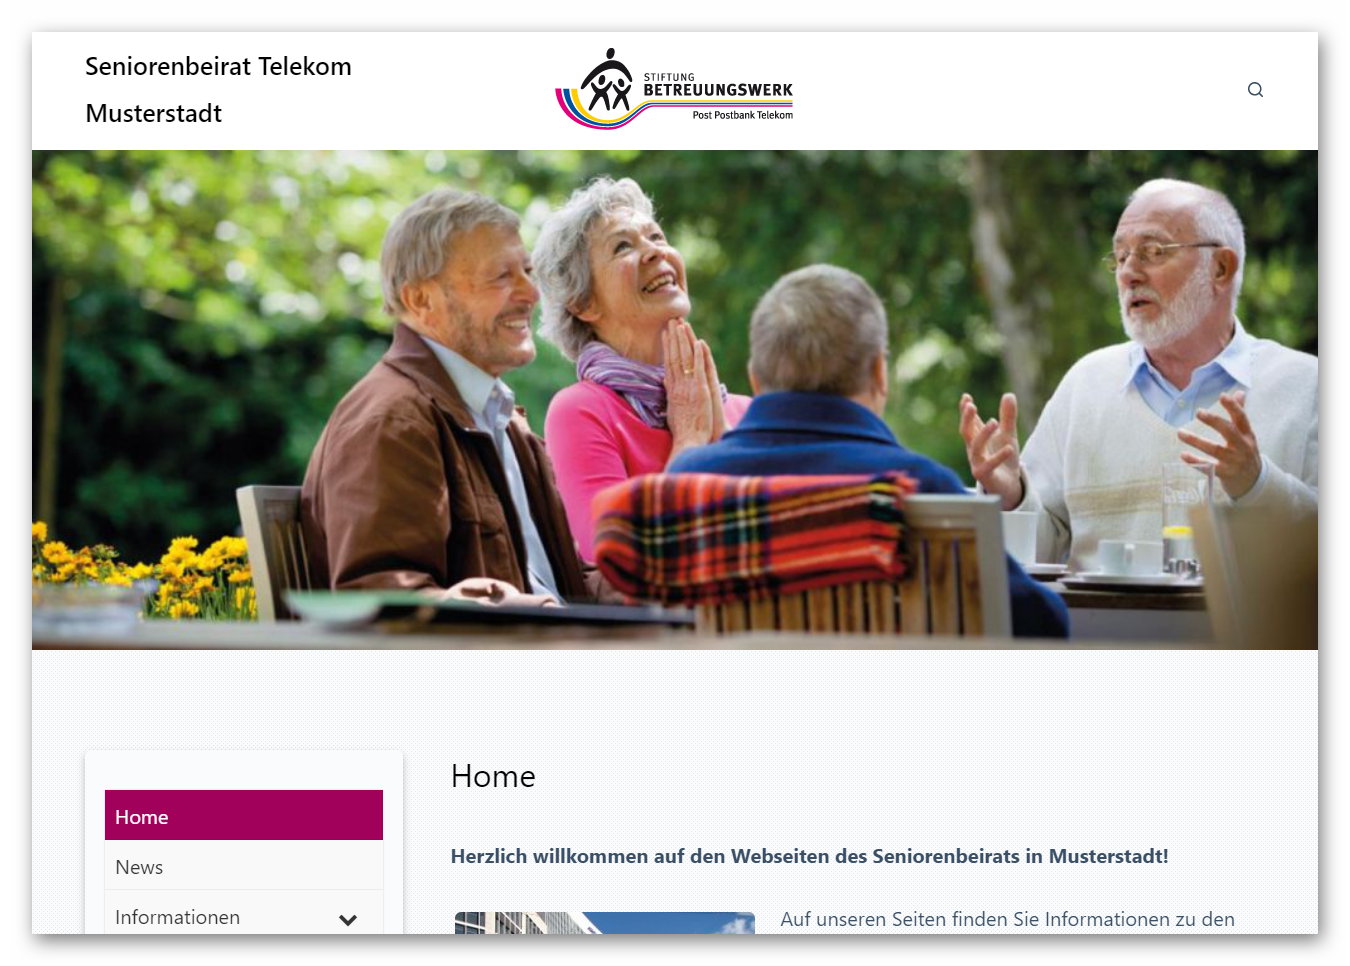 Seniorenbeirat Telekom
Musterstadt
STIFTUNG
BETREUUNGSWERK
Post Postbank Telekom
Home
News
Informationen
Home
Herzlich willkommen auf den Webseiten des Seniorenbeirats in Musterstadt!
Auf unseren Seiten finden Sie Informationen zu den